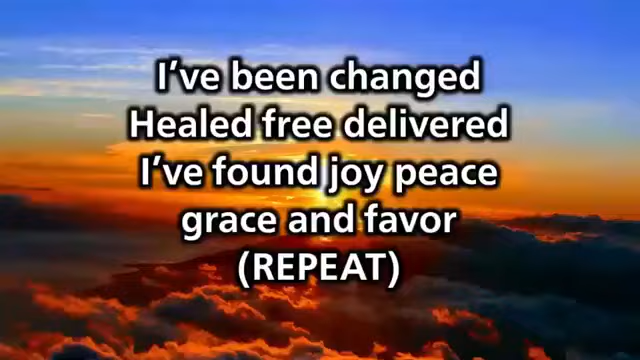 I've been changed
Healed free delivered
I've found joy peace
grace and favor
(REPEAT)